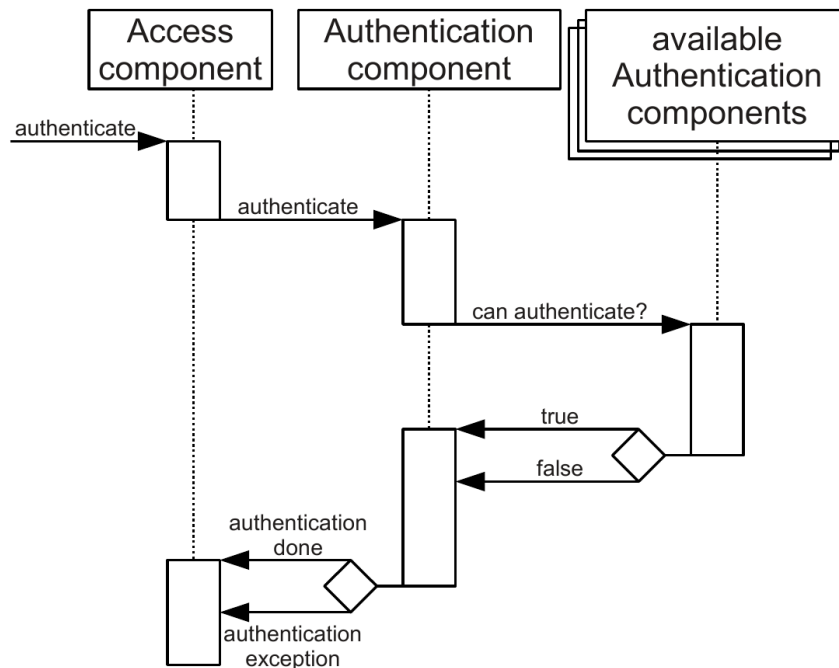 Access
component
Authentication
component
available
Authentication
components
authenticate
authenticate
can authenticate?
true
false
authentication
done
authentication
exception